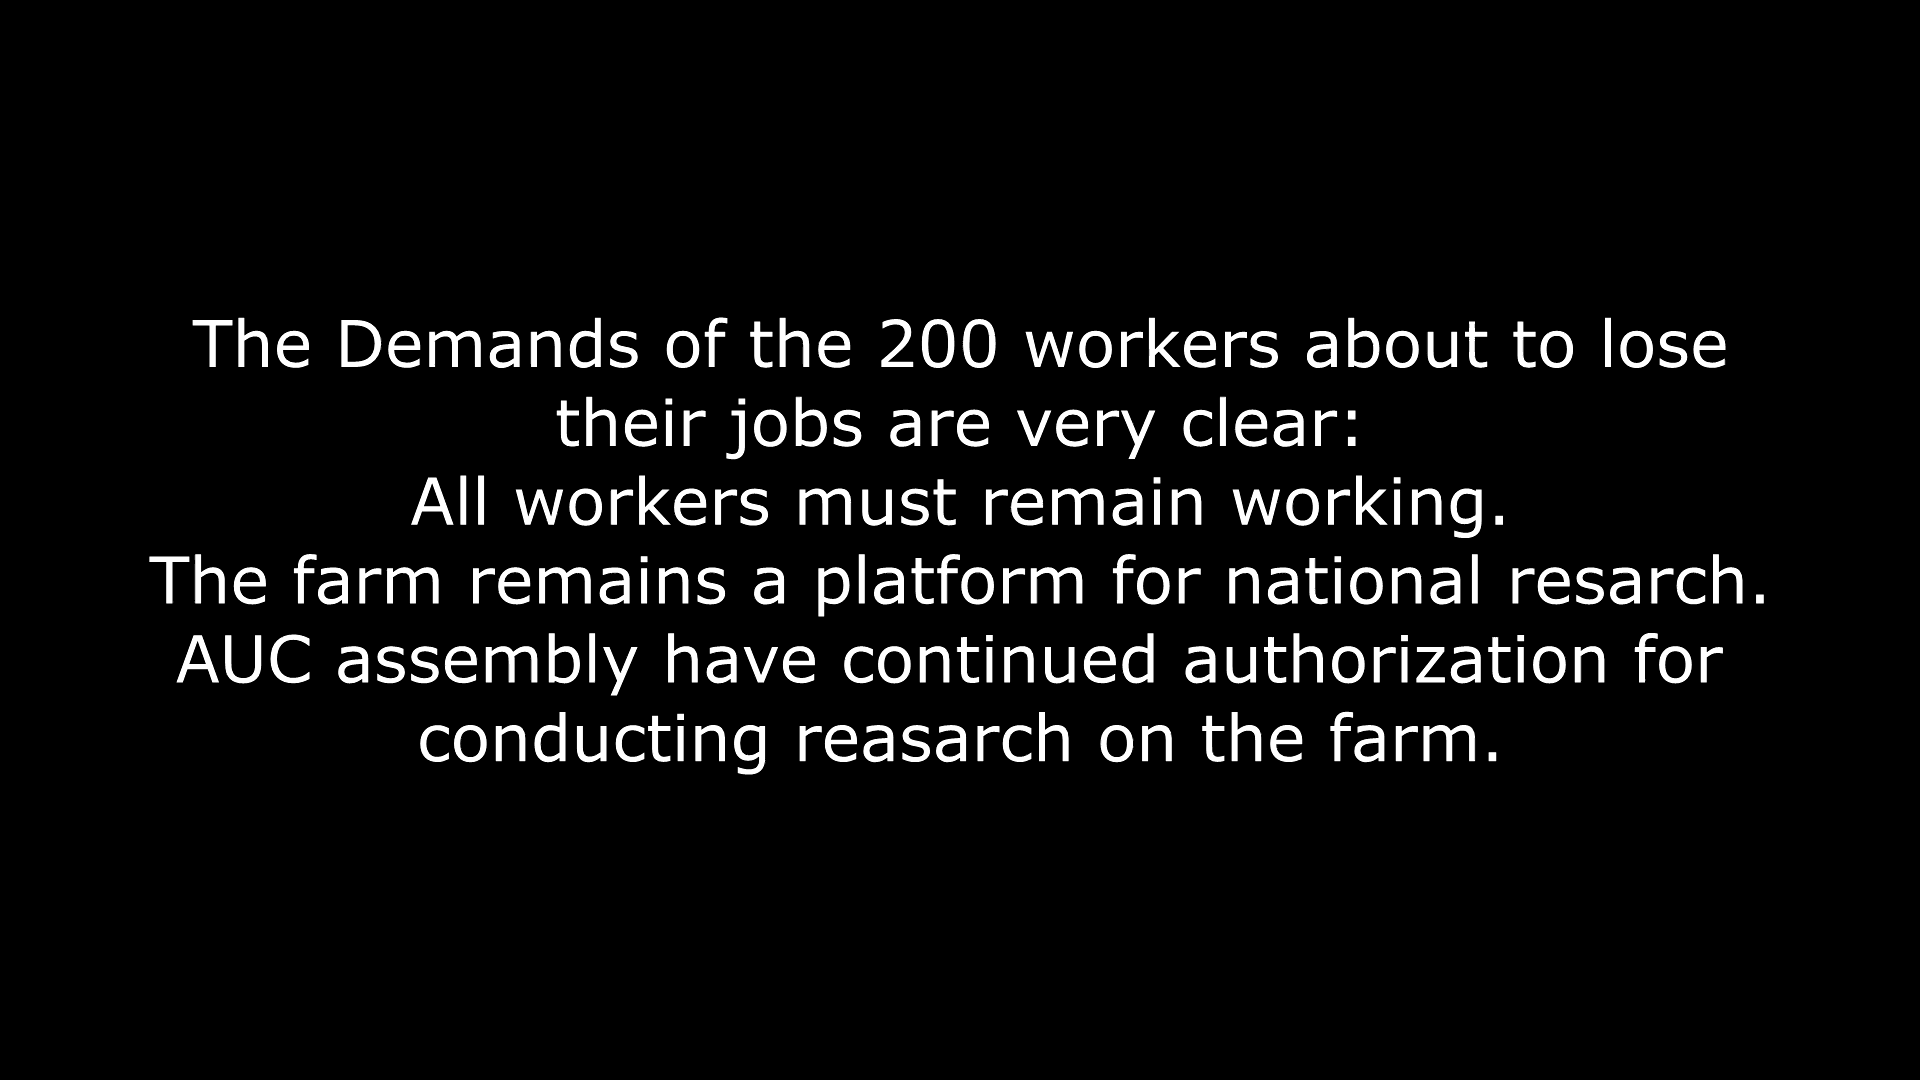 The Demands of the 200 workers about to lose
their jobs are very clear:
All workers must remain working.
The farm remains a platform for national resarch.
AUC assembly have continued authorization for
conducting reasarch on the farm.